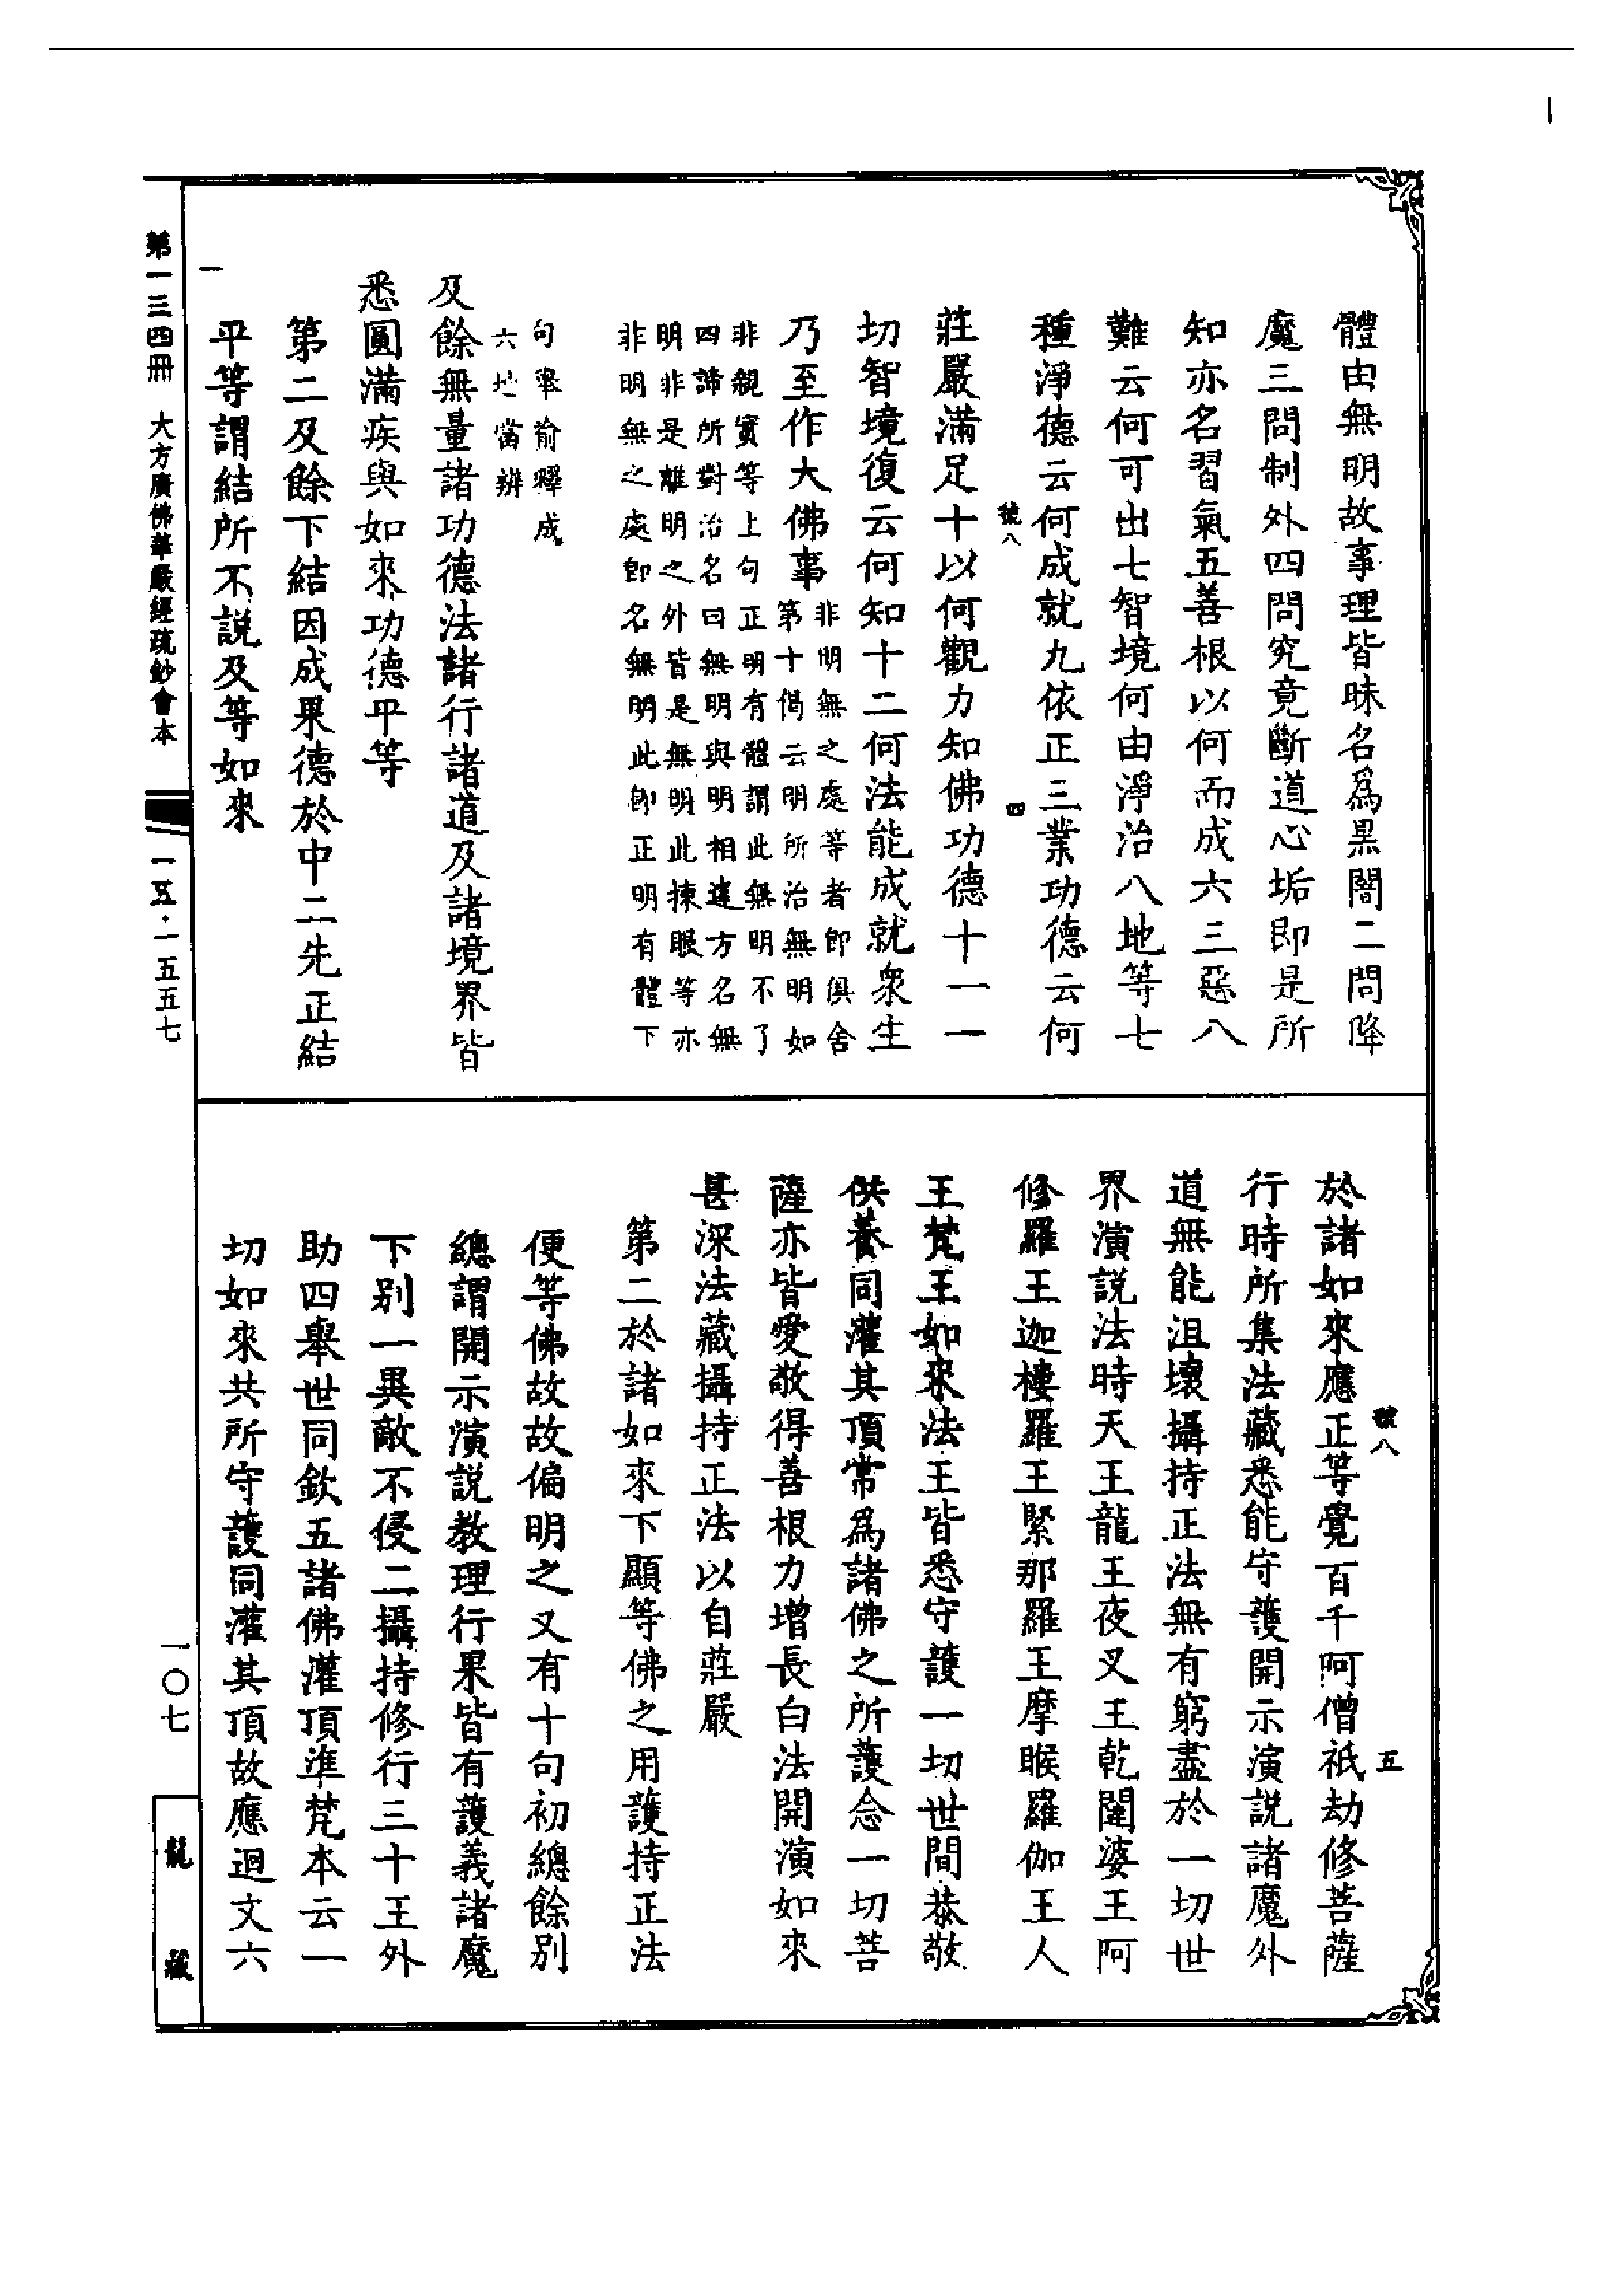 體由無明故事理皆昧名爲黑闇二問降
魔三問制外四問究竟斷道心垢即是所
知亦名習氣五善根以何而成六三惡八
難云何可出七智境何由淨治八地等七
種淨德云何成就九依正三業功德云何
號八
四
莊嚴滿足十以何觀力知佛功德十一一
切智境復云何知十二何法能成就衆生
乃至作大佛事
非明無之處等者即俱舍
第十偈云明所治無明如
非親實等上句正明有體謂此無明不了
四諦所對治名曰無明與明相違方名無
明非是離明之外皆是無明此揀眼等亦
非明無之處即名無明此即正明有體下
句舉喻釋成
六地當辨
及餘無量諸功德法諸行諸道及諸境界皆
悉圓滿疾與如來功德平等
第二及餘下結因成果德於中二先正結
平等謂結所不說及等如來
號八
五
於諸如來應正等覺百千阿僧祇劫修菩薩
行時所集法藏悉能守護開示演說諸魔外
道無能沮壞攝持正法無有窮盡於一切世
界演說法時天王龍王夜叉王乾闥婆王阿
修羅王迦樓羅王緊那羅王摩睺羅伽王人
王梵王如來法王皆悉守護一切世間恭敬
供養同灌其頂常爲諸佛之所護念一切菩
薩亦皆愛敬得善根力增長白法開演如來
甚深法藏攝持正法以自莊嚴
第二於諸如來下顯等佛之用護持正法
便等佛故故偏明之又有十句初總餘別
總謂開示演說教理行果皆有護義諸魔
下別一異敵不侵二攝持修行三十王外
助四舉世同欽五諸佛灌頂準梵本云一
切如來共所守護同灌其頂故應迴文六
第一三四冊 大方廣佛華嚴經疏鈔會本
一五·一五五七
一〇七
龍藏